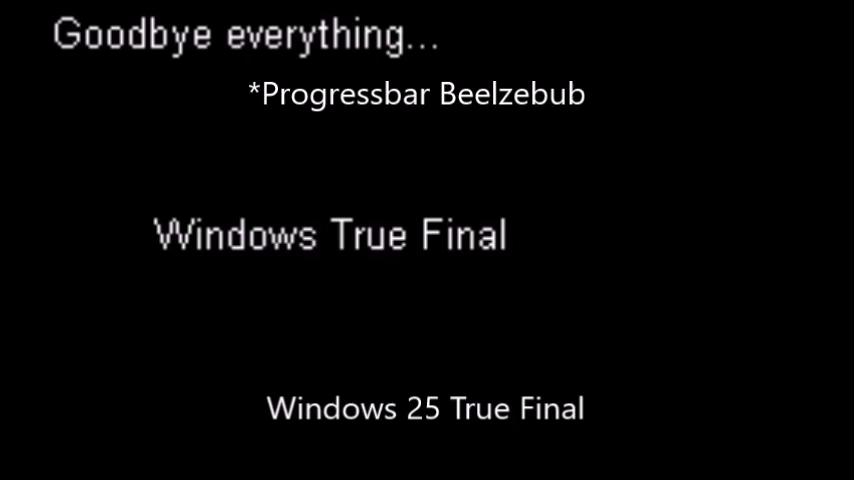 Goodbye everything...
*Progressbar Beelzebub
Windows True Final
Windows 25 True Final